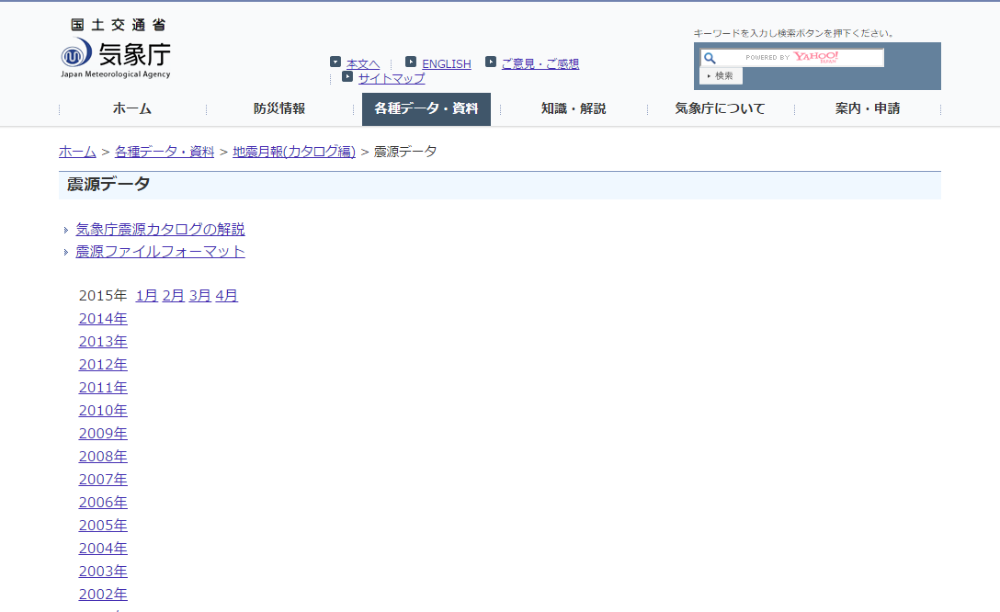 国土交通省
気象庁
Japan Meteorological Agency
本文へ ENGLISH ご意見・ご感想
サイトマップ
キーワードを入力し検索ボタンを押下ください。
POWERED BY YAHOO! JAPAN
検索
ホーム 防災情報 各種データ・資料 知識・解説 気象庁について 案内・申請
ホーム > 各種データ・資料 > 地震月報(カタログ編) > 震源データ
震源データ
気象庁震源カタログの解説
震源ファイルフォーマット
2015年 1月 2月 3月 4月
2014年
2013年
2012年
2011年
2010年
2009年
2008年
2007年
2006年
2005年
2004年
2003年
2002年